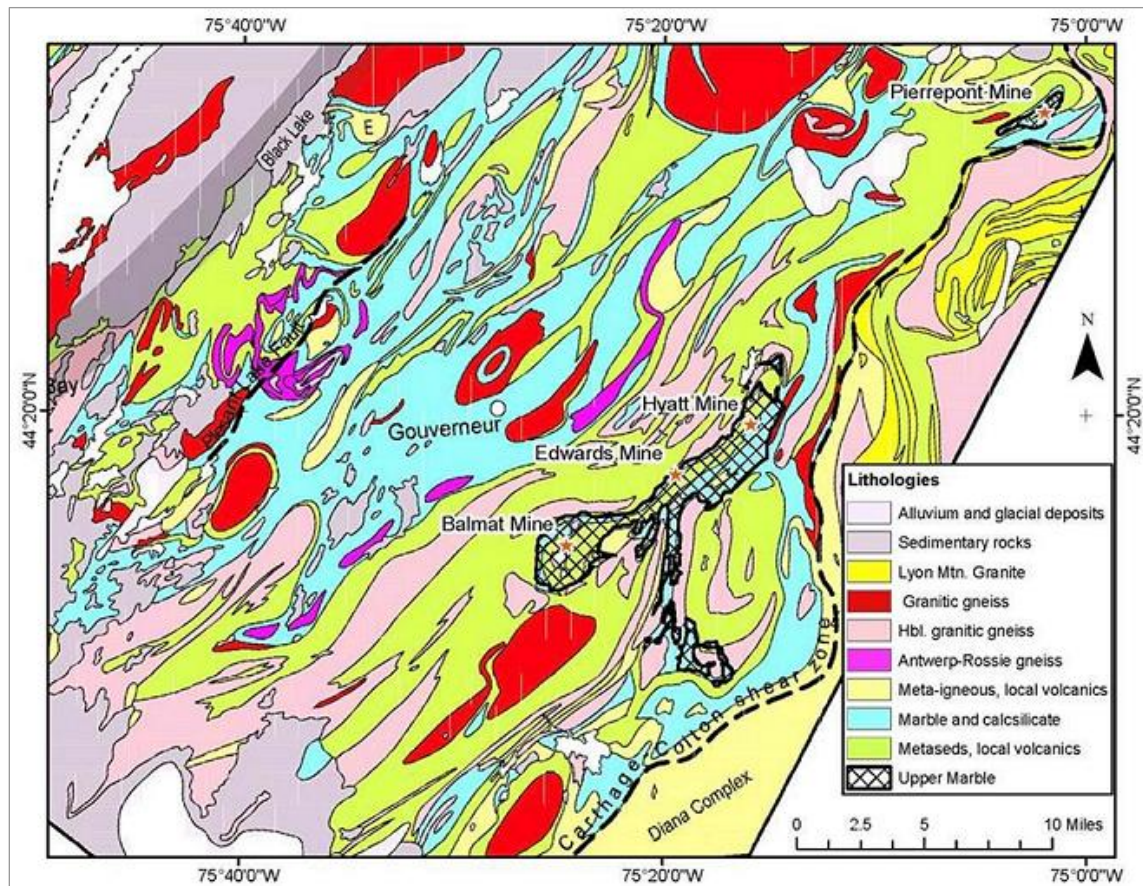 75°40'0"W
75°20'0"W
75°0'0"W
Pierrepont Mine
E
Black Lake
N
Hyatt Mine
44°20'0"N
44°20'0"N
Gouverneur
Edwards Mine
Balmat Mine
Lithologies
Alluvium and glacial deposits
Sedimentary rocks
Lyon Mtn. Granite
Granitic gneiss
Hbl. granitic gneiss
Antwerp-Rossie gneiss
Meta-igneous, local volcanics
Marble and calcsilicate
Metaseds, local volcanics
Upper Marble
Carthage Colton shear zone
Diana Complex
0 2.5 5 10 Miles
75°40'0"W
75°20'0"W
75°0'0"W